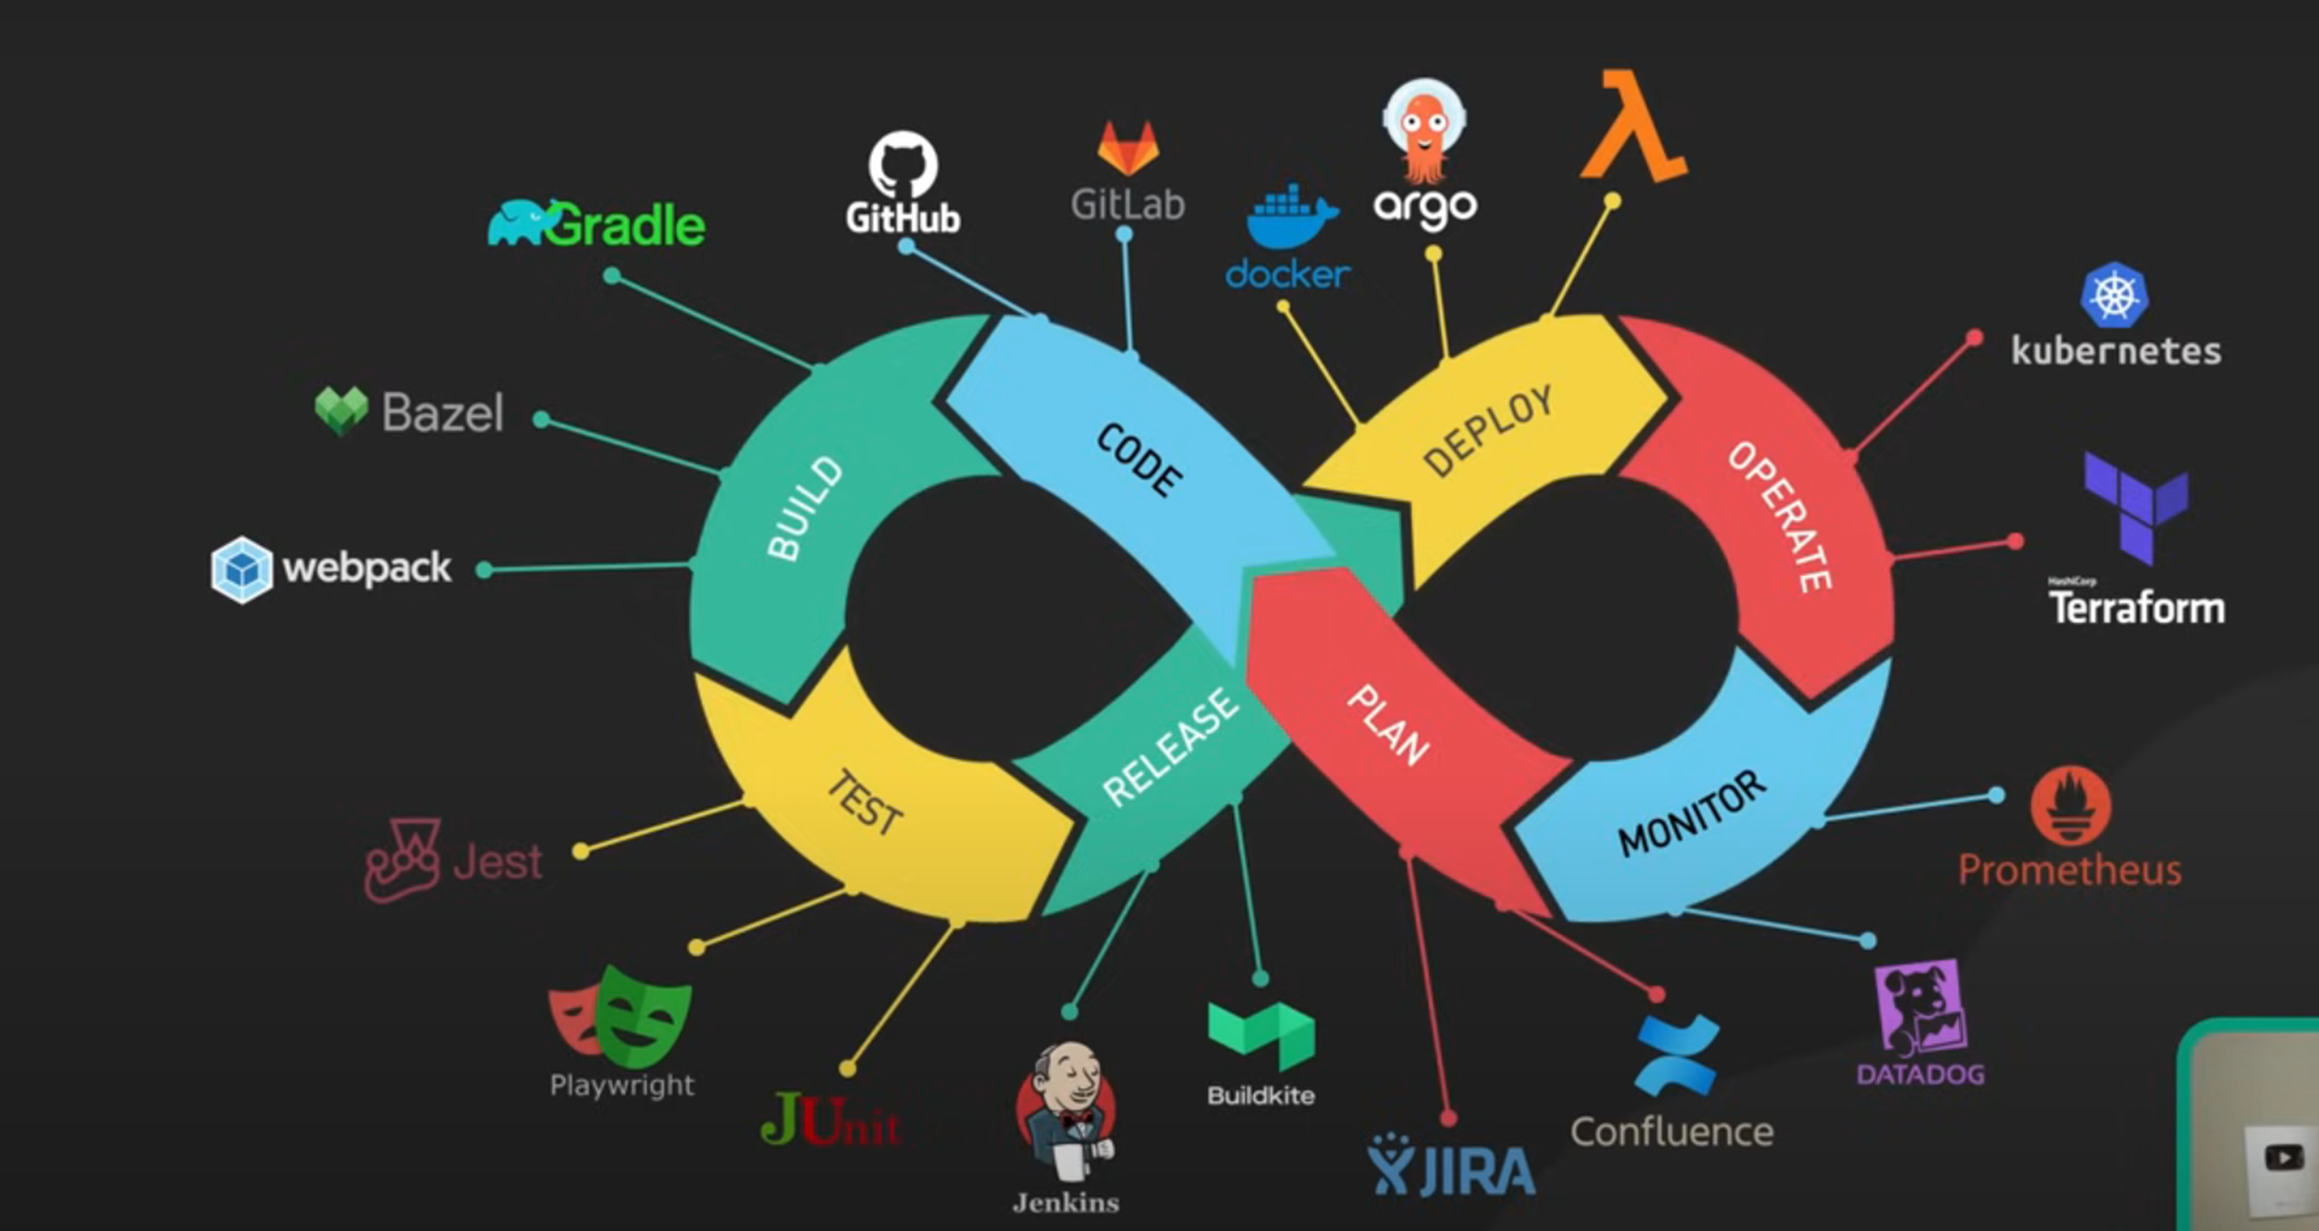 GitHub
GitLab
docker
argo
Gradle
kubernetes
Bazel
webpack
HashiCorp
Terraform
CODE
DEPLOY
BUILD
OPERATE
TEST
RELEASE
PLAN
MONITOR
Jest
Playwright
JUnit
Jenkins
Buildkite
JIRA
Confluence
Prometheus
DATADOG